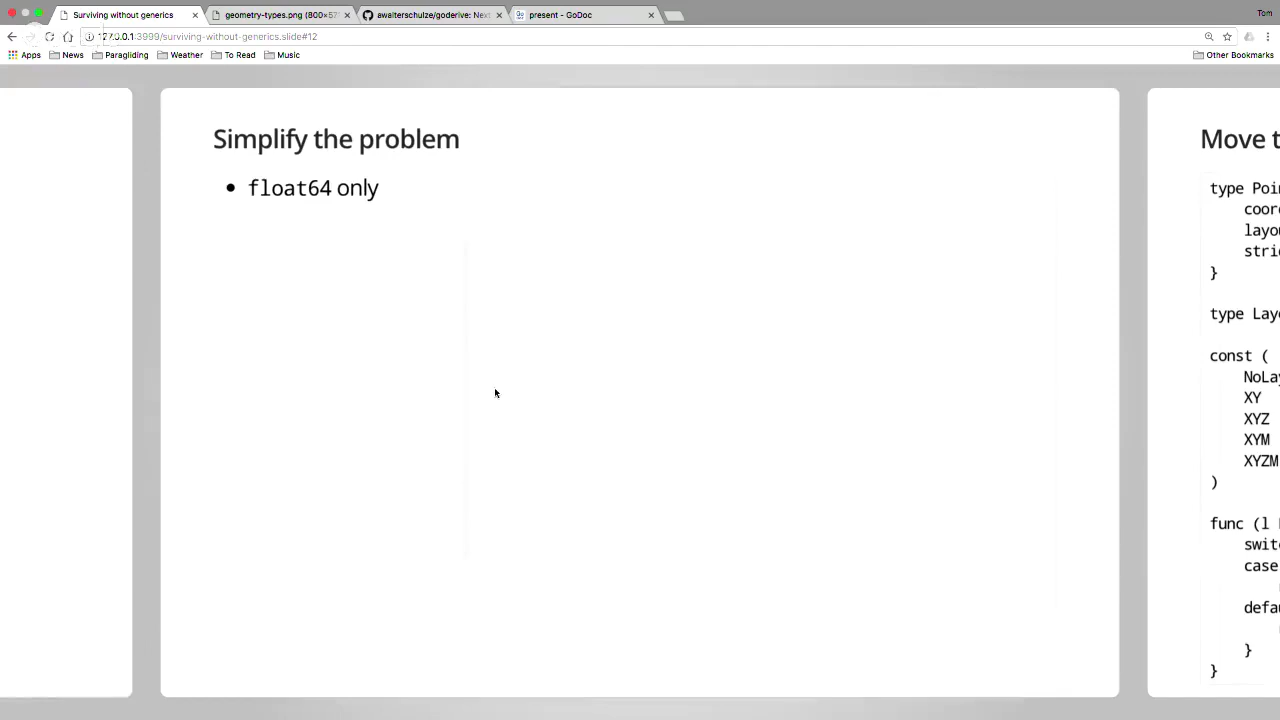 Surviving without generics
geometry-types.png (800×52
awalterschulze/goderive: Nex
present - GoDoc
Tom
127.0.0.1:3999/surviving-without-generics.slide#12
Apps
News
Paragliding
Weather
To Read
Music
Other Bookmarks
Simplify the problem
• float64 only
Move t
type Poi
coor
layo
stri
}
type Lay
const (
NoLa
XY
XYZ
XYM
XYZM
)
func (l
swit
case
defa
}
}